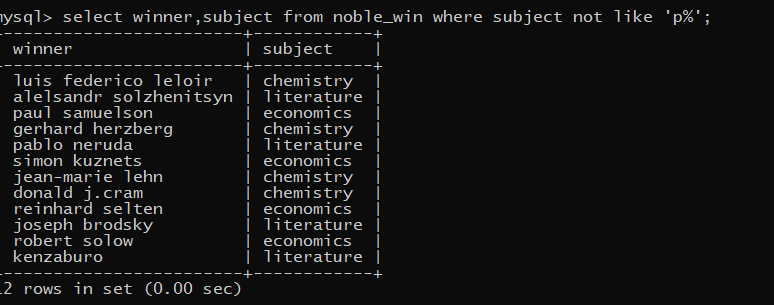 mysql> select winner,subject from noble_win where subject not like 'p%';
-------------------------+------------+
winner | subject |
-------------------------+------------+
luis federico leloir | chemistry |
alelsandr solzhenitsyn | literature |
paul samuelson | economics |
gerhard herzberg | chemistry |
pablo neruda | literature |
simon kuznets | economics |
jean-marie lehn | chemistry |
donald j.cram | chemistry |
reinhard selten | economics |
joseph brodsky | literature |
robert solow | economics |
kenzaburo | literature |
-------------------------+------------+
12 rows in set (0.00 sec)